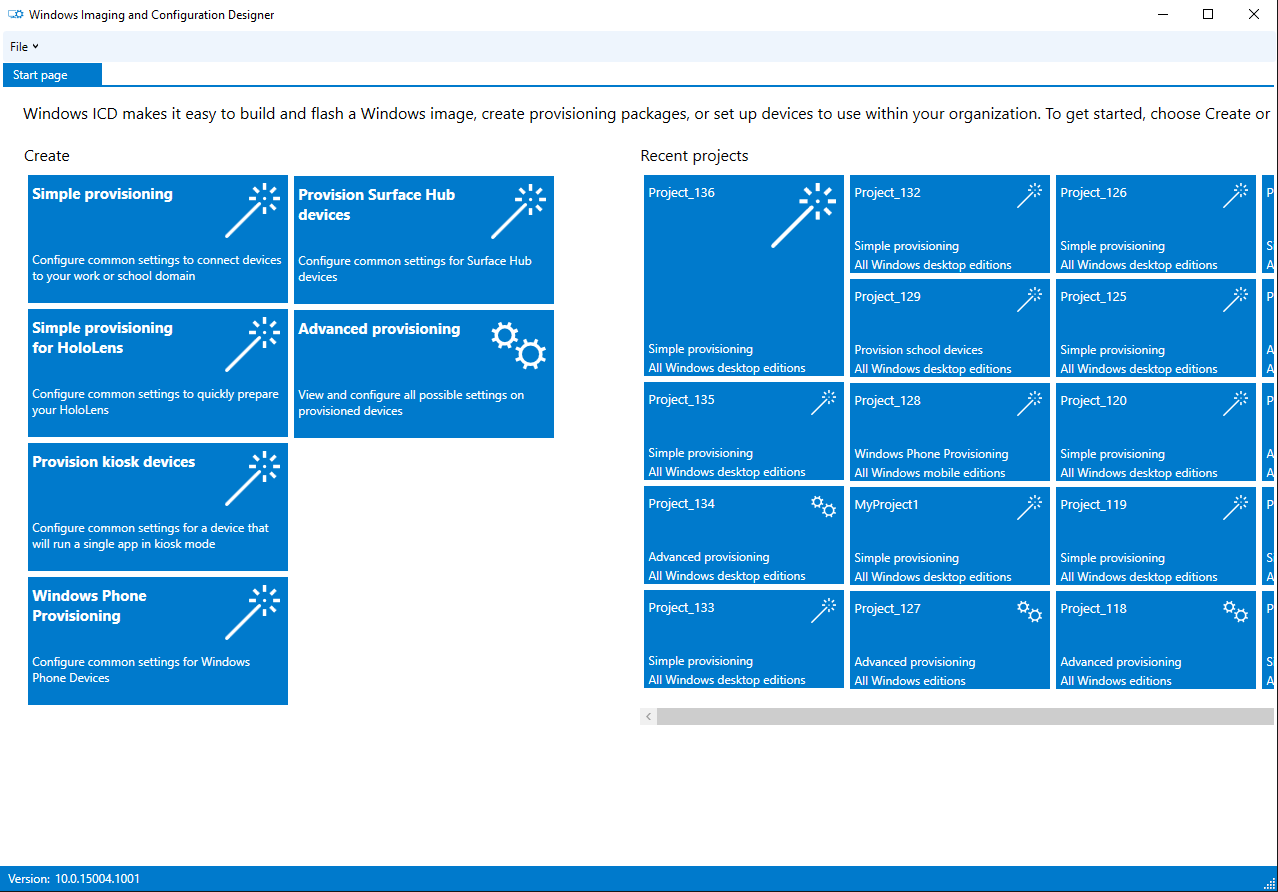 Windows Imaging and Configuration Designer
File
Start page
Windows ICD makes it easy to build and flash a Windows image, create provisioning packages, or set up devices to use within your organization. To get started, choose Create or
Create
Simple provisioning
Configure common settings to connect devices
to your work or school domain
Provision Surface Hub
devices
Configure common settings for Surface Hub
devices
Simple provisioning
for HoloLens
Configure common settings to quickly prepare
your HoloLens
Advanced provisioning
View and configure all possible settings on
provisioned devices
Provision kiosk devices
Configure common settings for a device that
will run a single app in kiosk mode
Windows Phone
Provisioning
Configure common settings for Windows
Phone Devices
Recent projects
Project_136
Simple provisioning
All Windows desktop editions
Project_135
Simple provisioning
All Windows desktop editions
Project_134
Advanced provisioning
All Windows desktop editions
Project_133
Simple provisioning
All Windows desktop editions
Project_132
Simple provisioning
All Windows desktop editions
Project_129
Provision school devices
All Windows desktop editions
Project_128
Windows Phone Provisioning
All Windows mobile editions
MyProject1
Simple provisioning
All Windows desktop editions
Project_127
Advanced provisioning
All Windows editions
Project_126
Simple provisioning
All Windows desktop editions
Project_125
Simple provisioning
All Windows desktop editions
Project_120
Simple provisioning
All Windows desktop editions
Project_119
Simple provisioning
All Windows desktop editions
Project_118
Advanced provisioning
All Windows editions
Version: 10.0.15004.1001